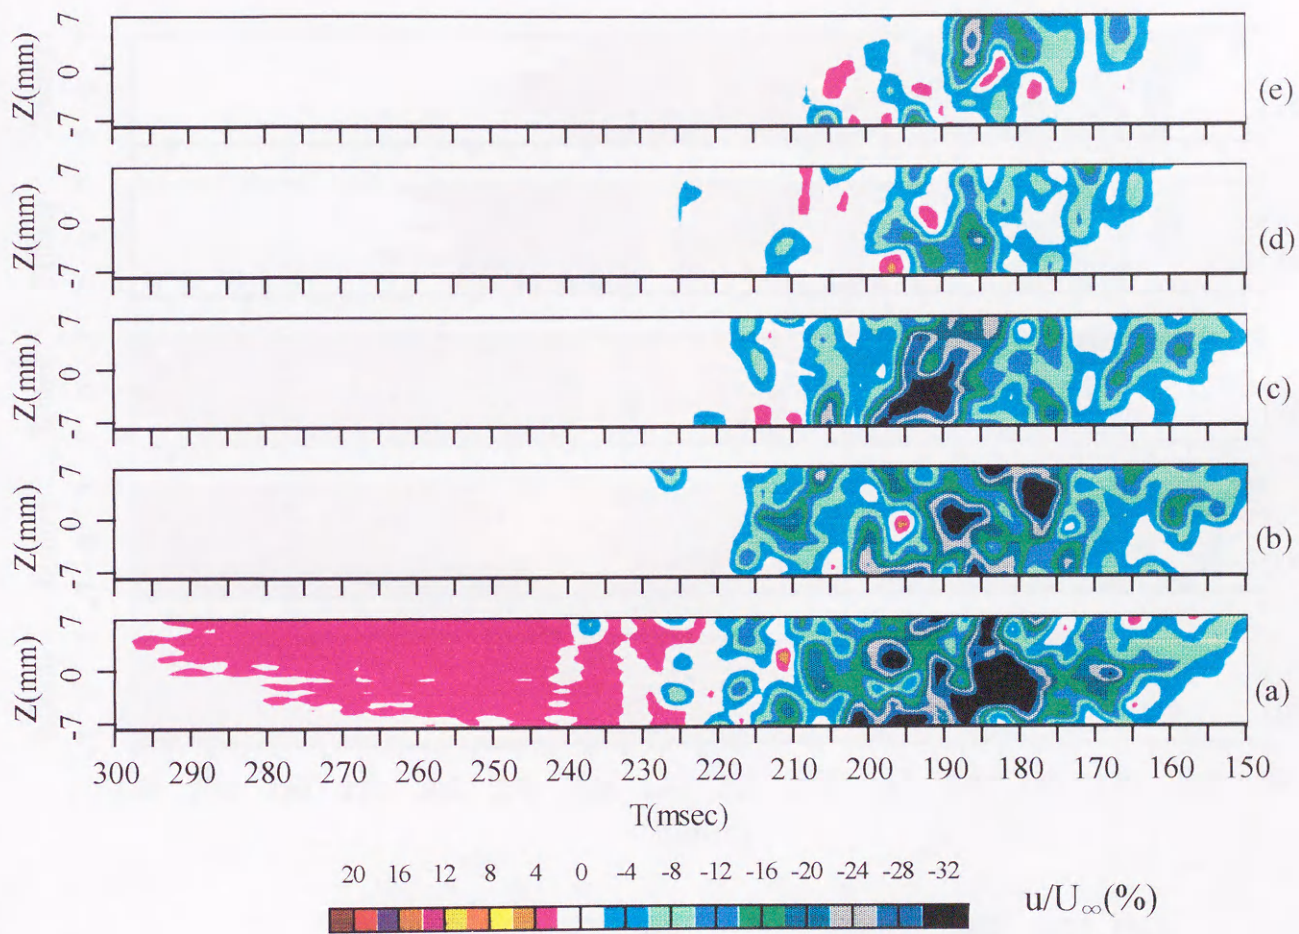 Z(mm) 7 0 -7 (e)
Z(mm) 7 0 -7 (d)
Z(mm) 7 0 -7 (c)
Z(mm) 7 0 -7 (b)
Z(mm) 7 0 -7 (a)
300 290 280 270 260 250 240 230 220 210 200 190 180 170 160 150
T(msec)
20 16 12 8 4 0 -4 -8 -12 -16 -20 -24 -28 -32
u/U∞(%)